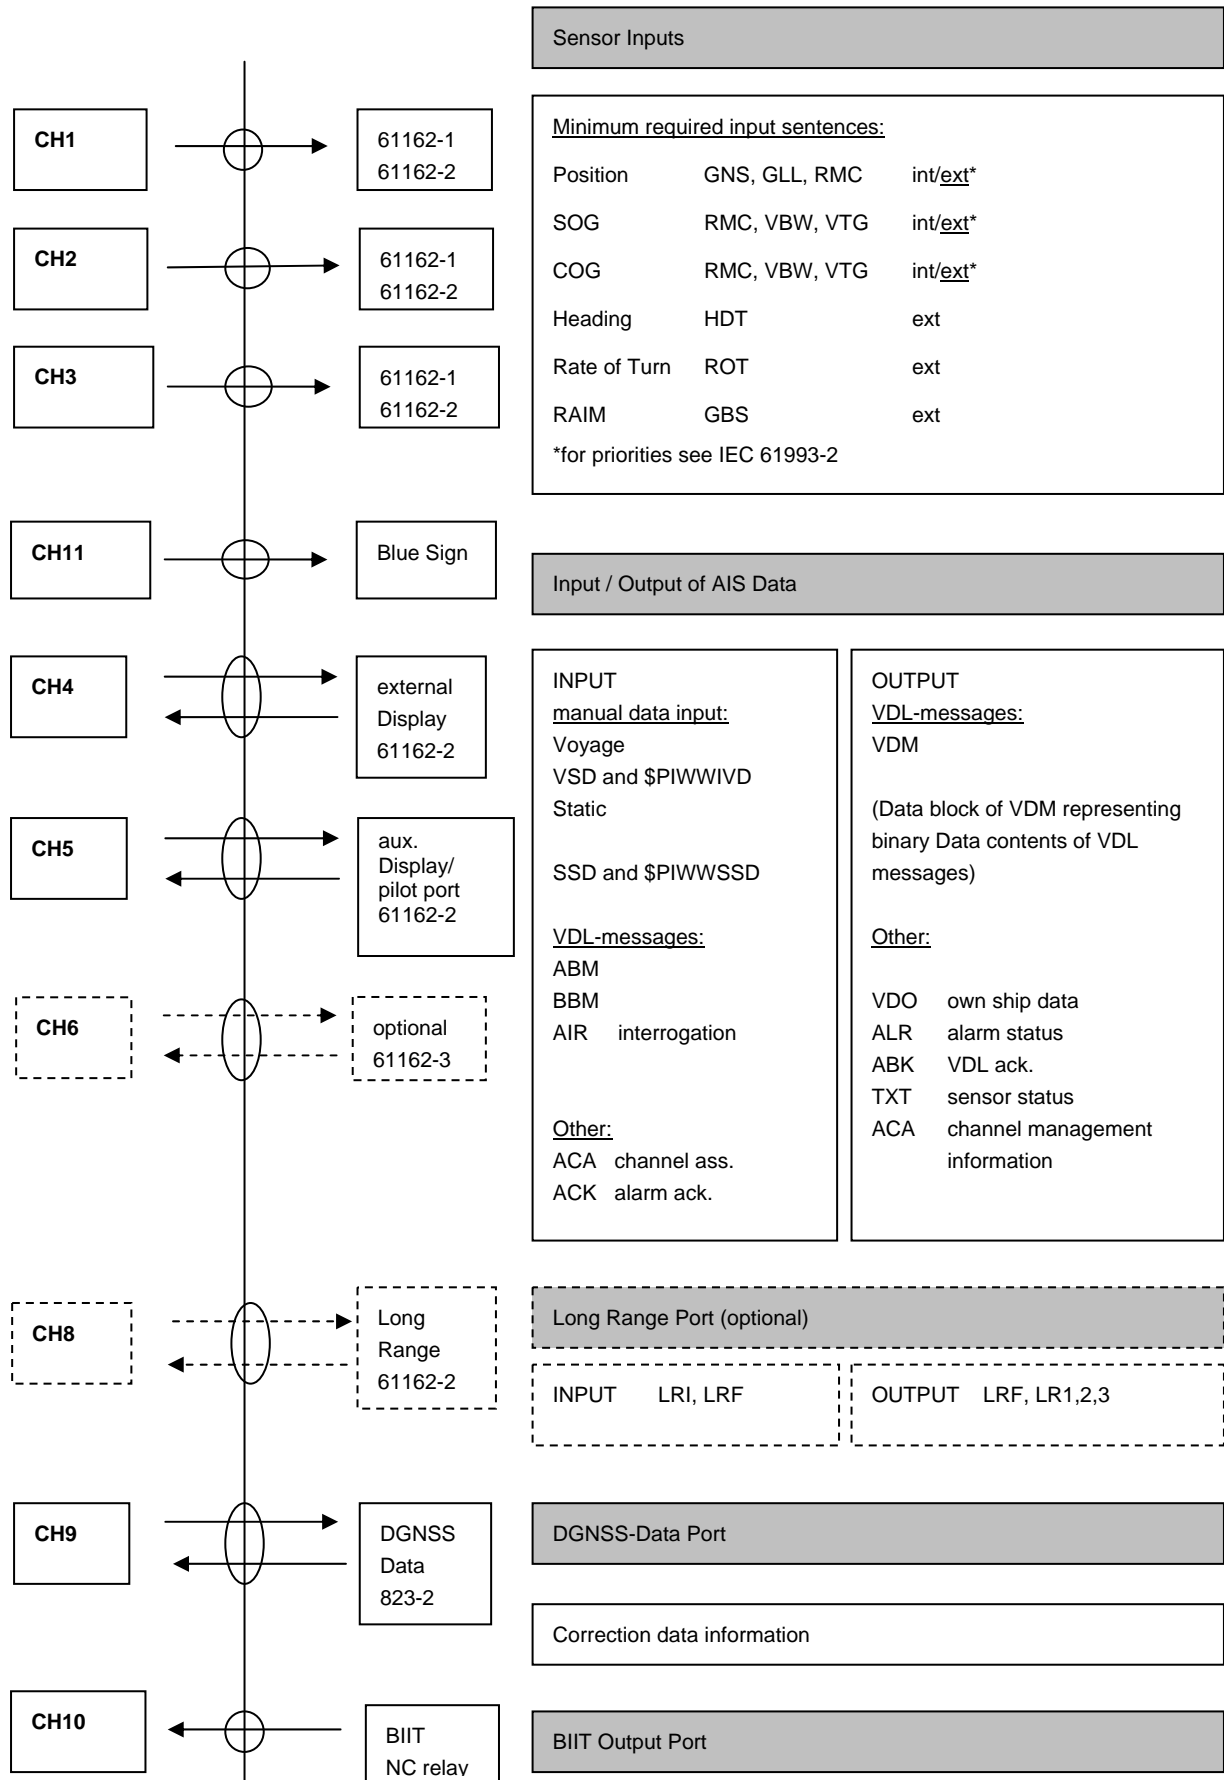 Sensor Inputs
CH1
61162-1
61162-2
Minimum required input sentences:
Position GNS, GLL, RMC int/ext*
SOG RMC, VBW, VTG int/ext*
COG RMC, VBW, VTG int/ext*
Heading HDT ext
Rate of Turn ROT ext
RAIM GBS ext
*for priorities see IEC 61993-2
CH2
61162-1
61162-2
CH3
61162-1
61162-2
CH11
Blue Sign
Input / Output of AIS Data
CH4
external
Display
61162-2
CH5
aux.
Display/
pilot port
61162-2
CH6
optional
61162-3
INPUT
manual data input:
Voyage
VSD and $PIWWIVD
Static
SSD and $PIWWSSD
VDL-messages:
ABM
BBM
AIR interrogation
Other:
ACA channel ass.
ACK alarm ack.
OUTPUT
VDL-messages:
VDM
(Data block of VDM representing
binary Data contents of VDL
messages)
Other:
VDO own ship data
ALR alarm status
ABK VDL ack.
TXT sensor status
ACA channel management
information
CH8
Long
Range
61162-2
Long Range Port (optional)
INPUT LRI, LRF
OUTPUT LRF, LR1,2,3
CH9
DGNSS
Data
823-2
DGNSS-Data Port
Correction data information
CH10
BIIT
NC relay
BIIT Output Port